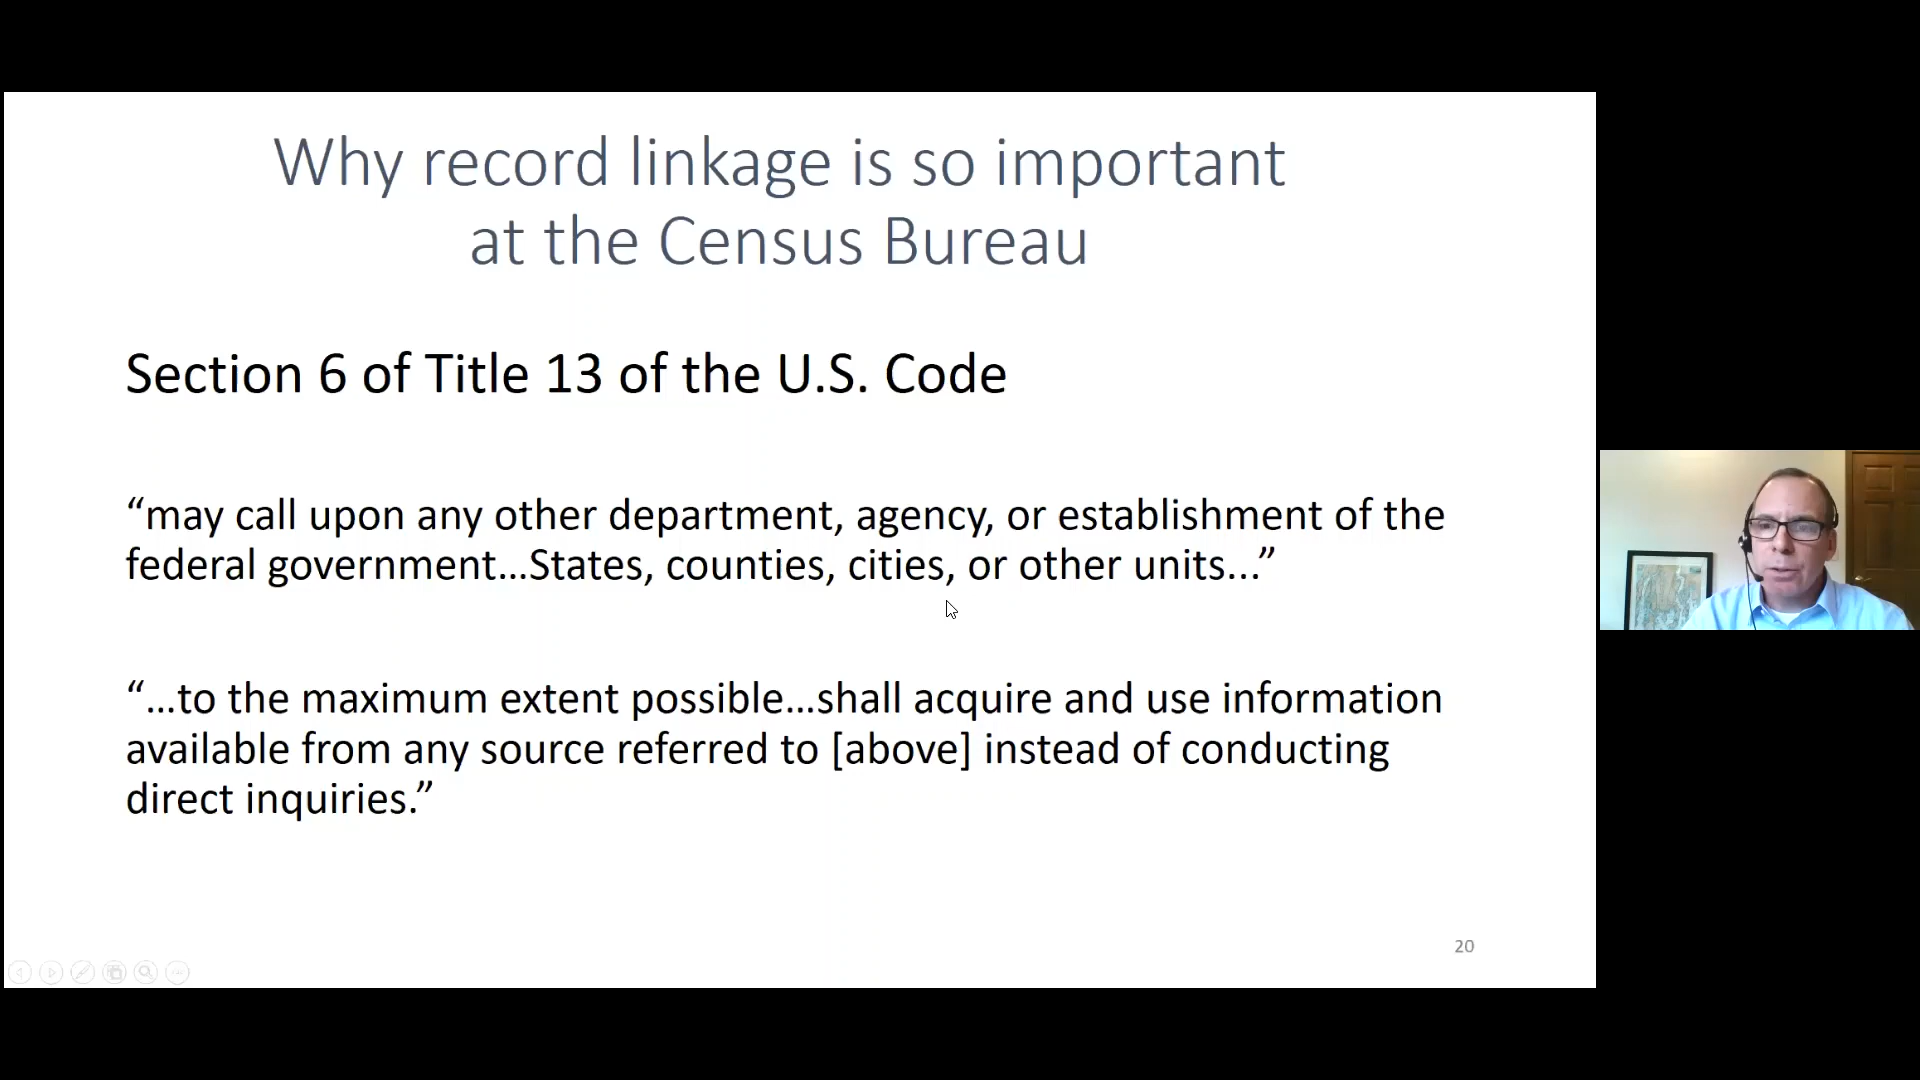 Why record linkage is so important
at the Census Bureau
Section 6 of Title 13 of the U.S. Code
“may call upon any other department, agency, or establishment of the
federal government…States, counties, cities, or other units...”
“…to the maximum extent possible…shall acquire and use information
available from any source referred to [above] instead of conducting
direct inquiries.”
20